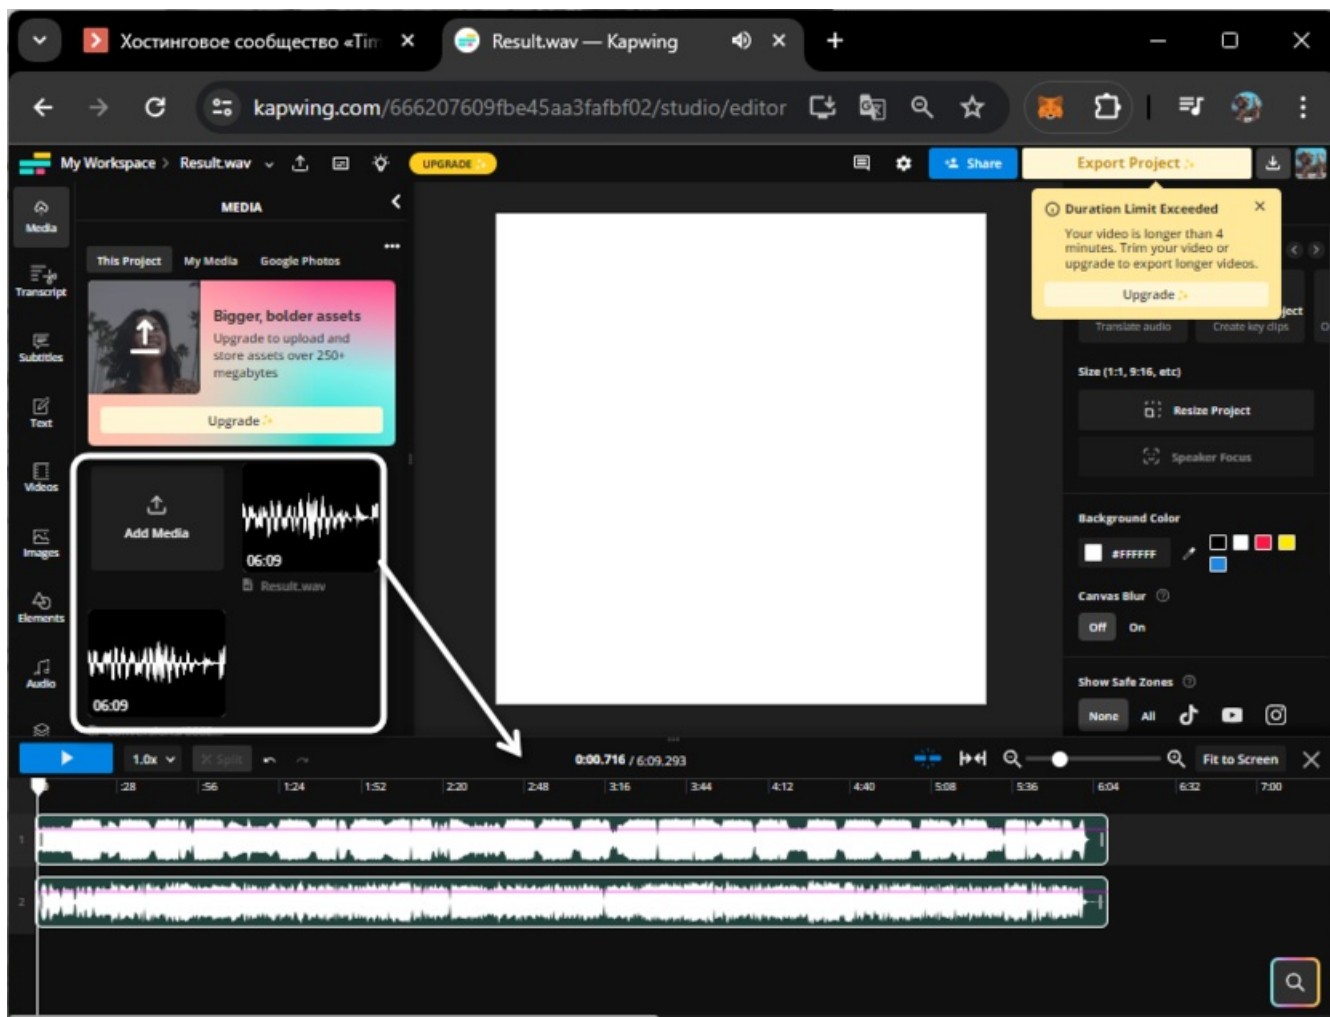 Хостинговое сообщество «Tim
Result.wav — Kapwing
kapwing.com/666207609fbe45aa3fafbf02/studio/editor
My Workspace > Result.wav
UPGRADE
Share
Export Project
Media
MEDIA
Duration Limit Exceeded
Your video is longer than 4
minutes. Trim your video or
upgrade to export longer videos.
Upgrade
This Project My Media Google Photos
Transcript
Bigger, bolder assets
Upgrade to upload and
store assets over 250+
megabytes
Upgrade
ject
Translate audio Create key clips
Subtitles
Size (1:1, 9:16, etc)
Text
Resize Project
Speaker Focus
Videos
Add Media
06:09
Result.wav
Images
Background Color
#FFFFFF
Elements
Canvas Blur
Off On
Audio
06:09
Show Safe Zones
None All
1.0x Split
0:00.716 / 6:09.293
Fit to Screen
:28 :56 1:24 1:52 2:20 2:48 3:16 3:44 4:12 4:40 5:08 5:36 6:04 6:32 7:00
1
2